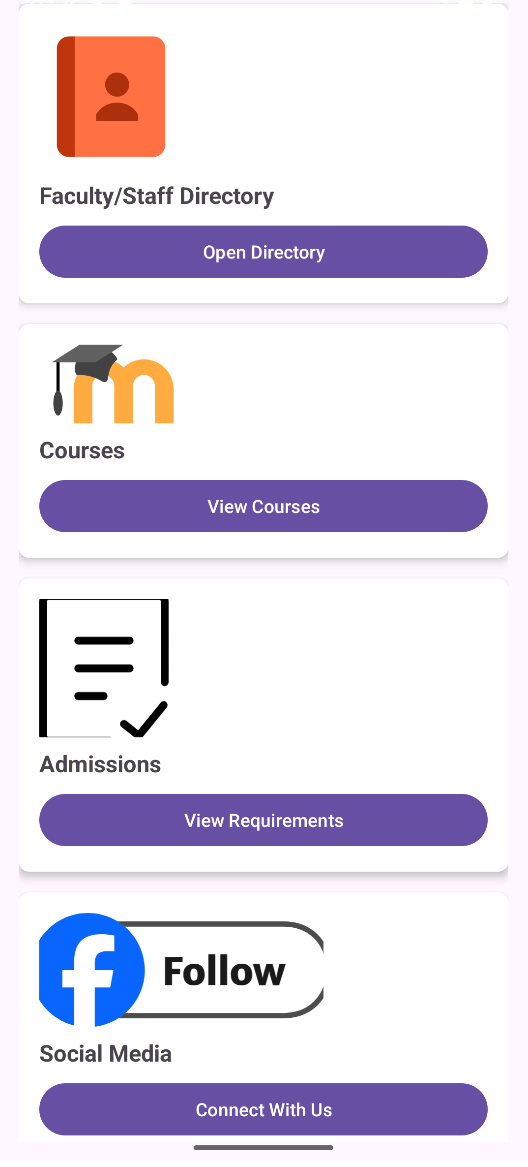 Faculty/Staff Directory
Open Directory
Courses
View Courses
Admissions
View Requirements
Follow
Social Media
Connect With Us